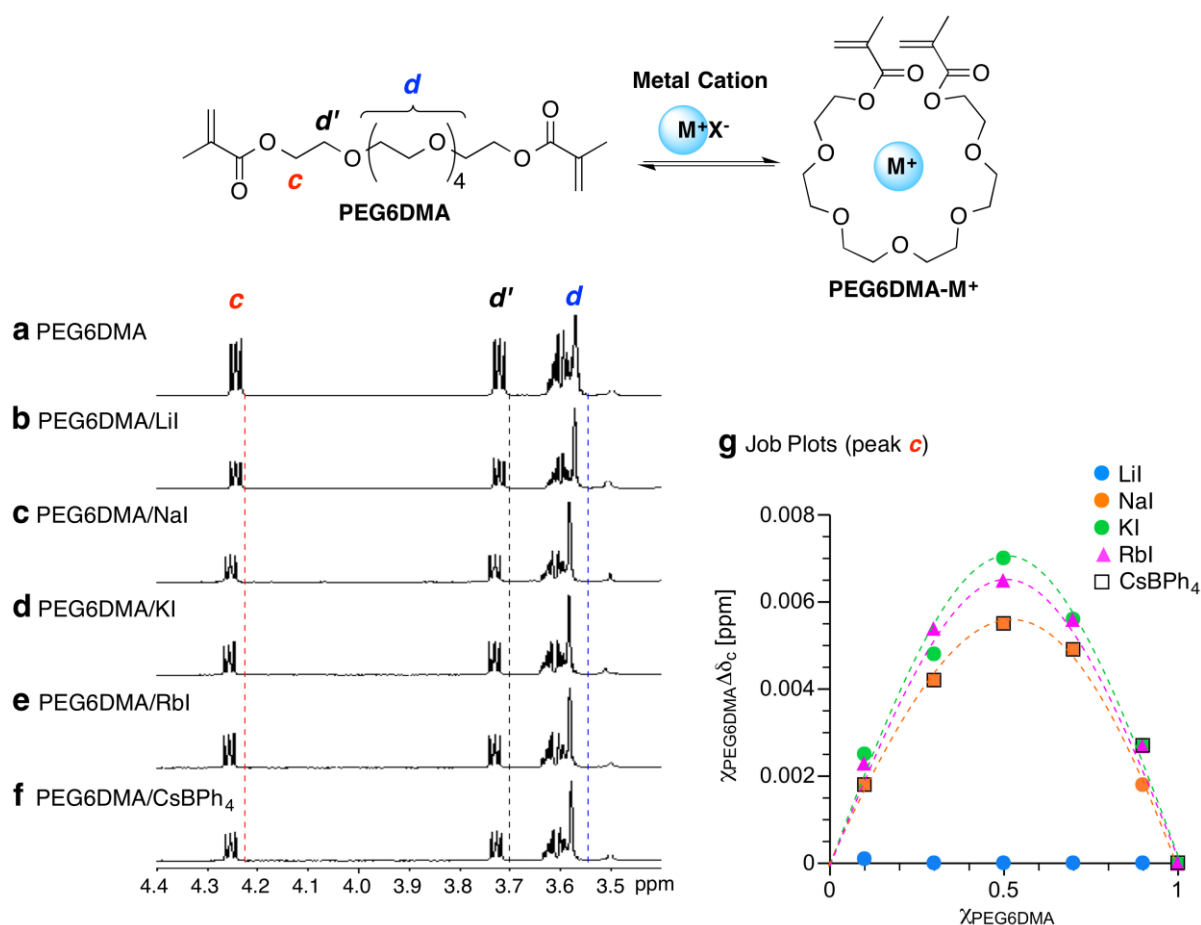 d
Metal Cation
d'
M⁺X⁻
O
O
O
O
O
O
O
O
4
c
PEG6DMA
O
O
O
O
M⁺
O
O
O
O
O
PEG6DMA-M⁺
c
d'
d
a PEG6DMA
b PEG6DMA/LiI
c PEG6DMA/NaI
d PEG6DMA/KI
e PEG6DMA/RbI
f PEG6DMA/CsBPh₄
4.4 4.3 4.2 4.1 4.0 3.9 3.8 3.7 3.6 3.5 ppm
g Job Plots (peak c)
LiI
NaI
KI
RbI
CsBPh₄
0.008
0.006
0.004
0.002
0
χPEG6DMAΔδc [ppm]
0 0.5 1
χPEG6DMA